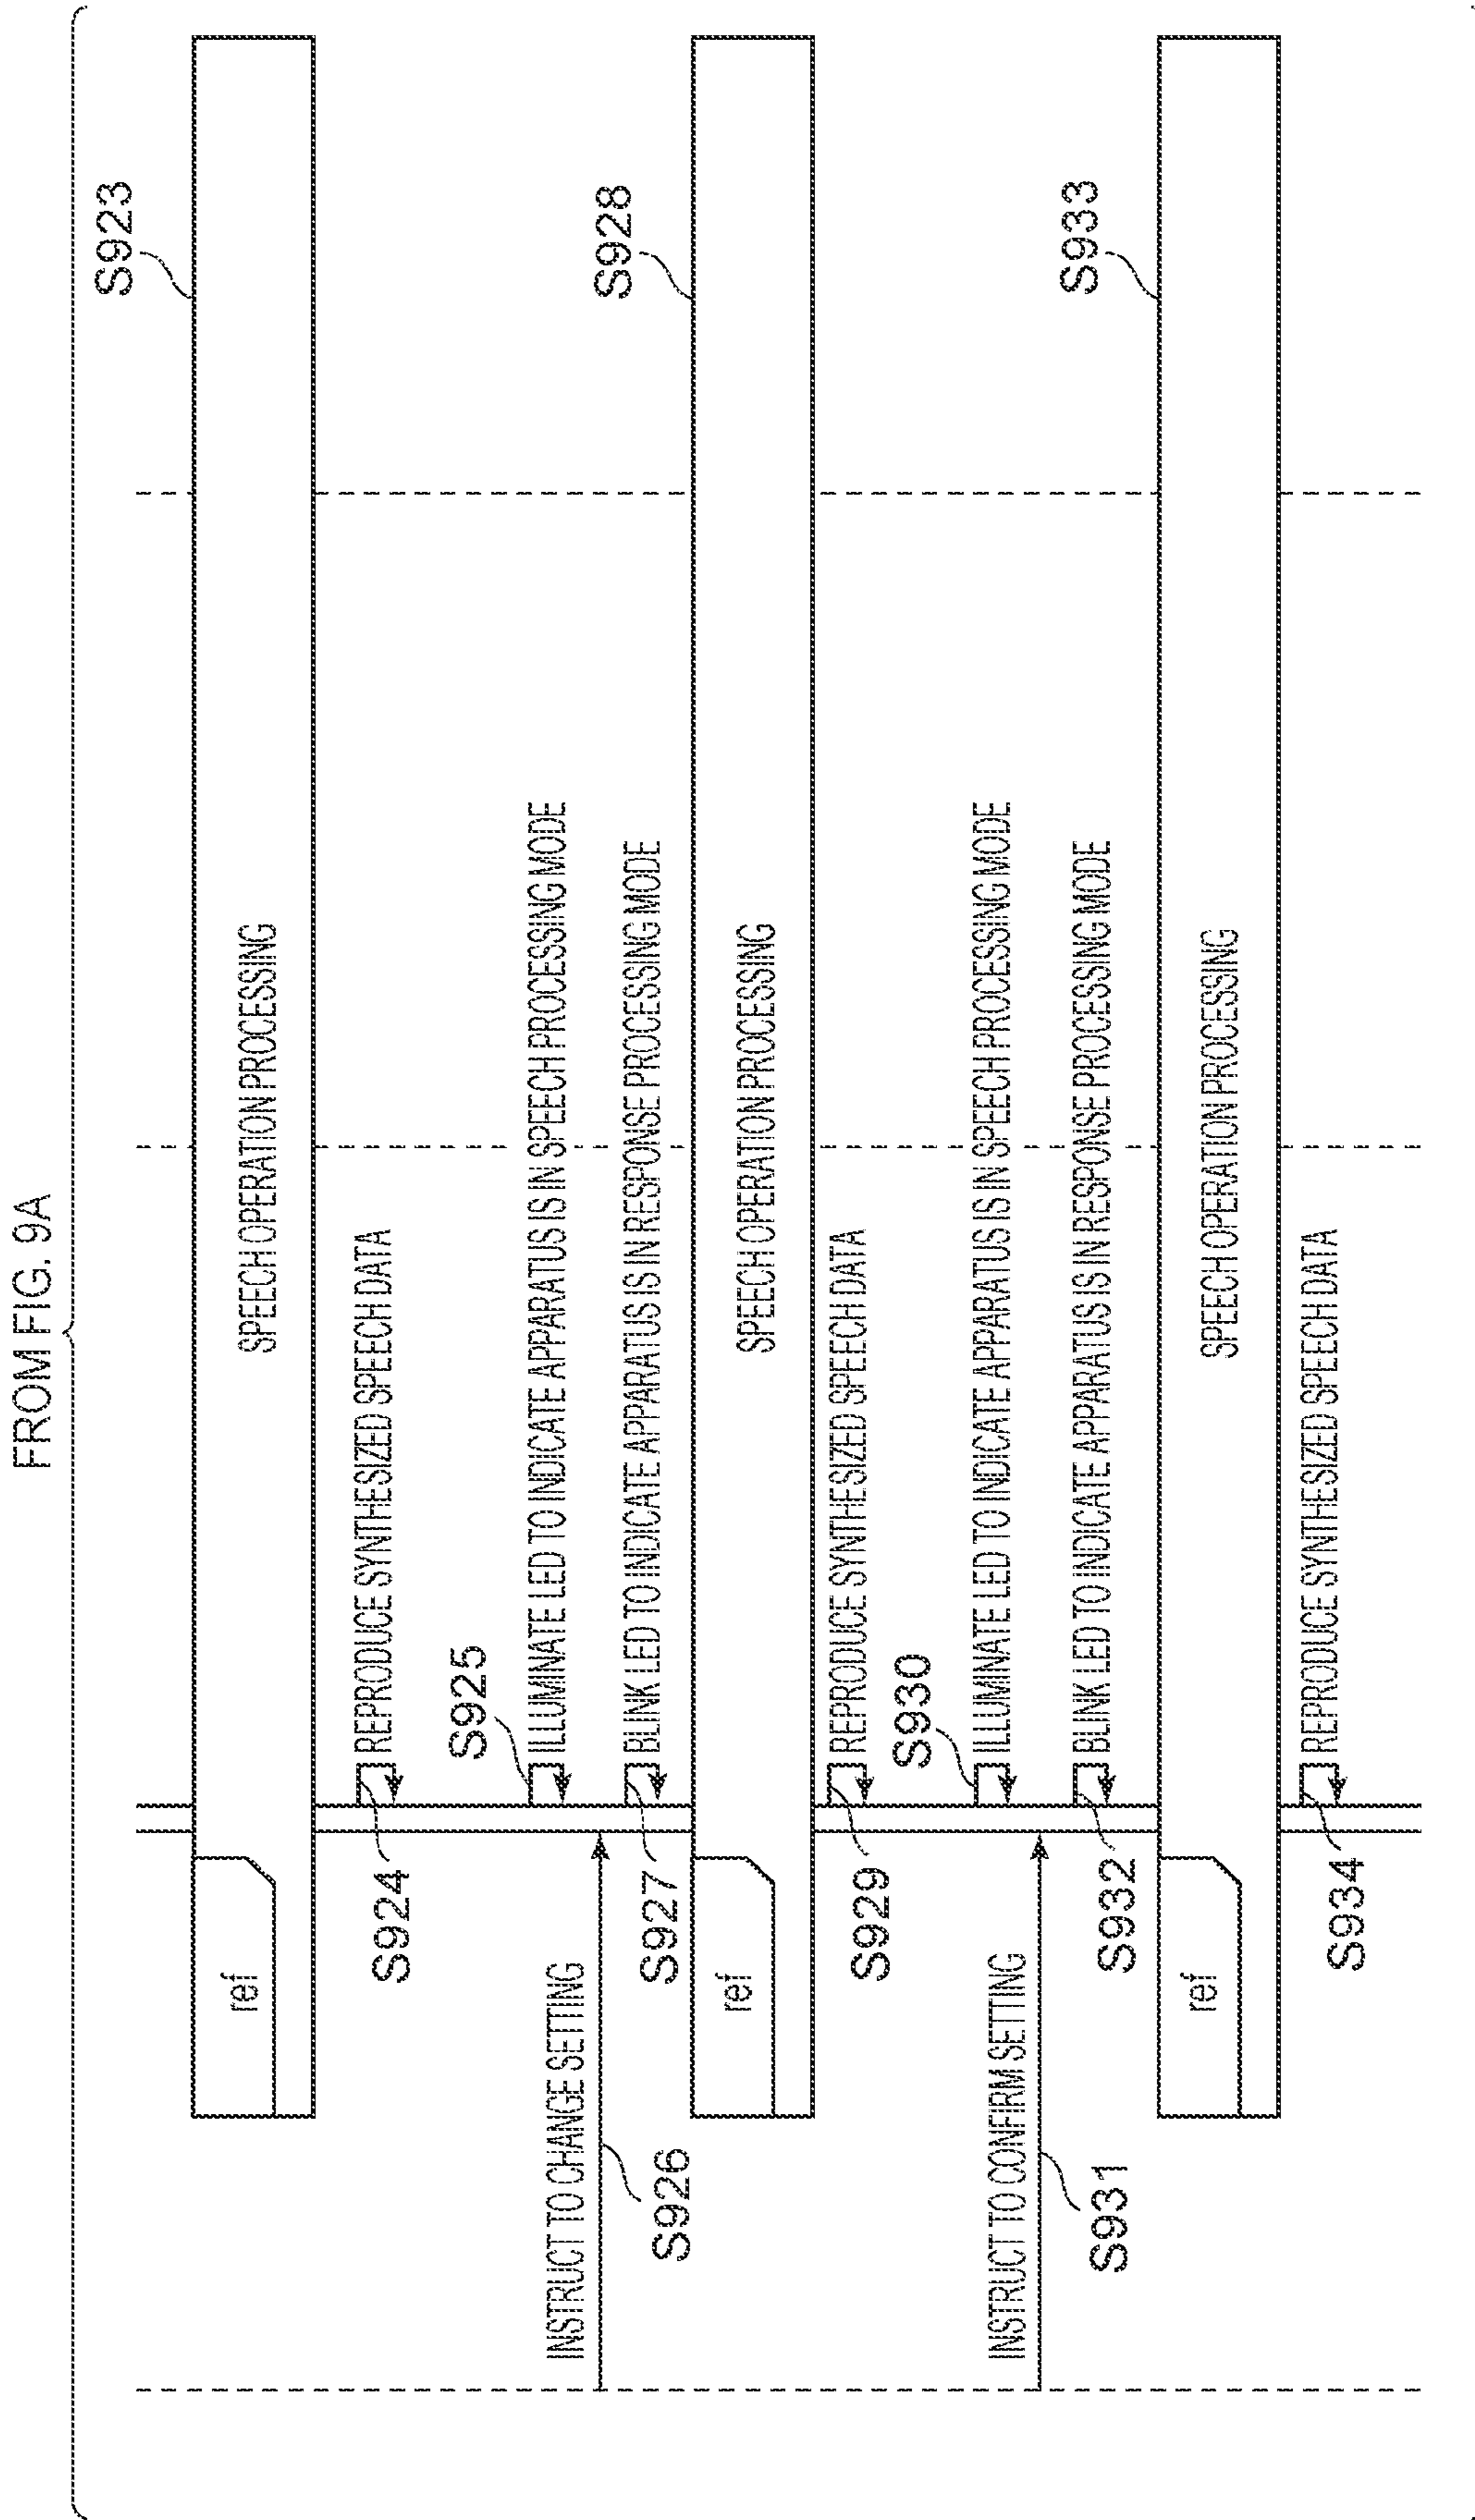 FROM FIG. 9A
S923
ref
SPEECH OPERATION PROCESSING
S924
REPRODUCE SYNTHESIZED SPEECH DATA
S925
ILLUMINATE LED TO INDICATE APPARATUS IS IN SPEECH PROCESSING MODE
INSTRUCT TO CHANGE SETTING
S926
S927
BLINK LED TO INDICATE APPARATUS IS IN RESPONSE PROCESSING MODE
S928
ref
SPEECH OPERATION PROCESSING
S929
REPRODUCE SYNTHESIZED SPEECH DATA
S930
ILLUMINATE LED TO INDICATE APPARATUS IS IN SPEECH PROCESSING MODE
INSTRUCT TO CONFIRM SETTING
S931
S932
BLINK LED TO INDICATE APPARATUS IS IN RESPONSE PROCESSING MODE
S933
ref
SPEECH OPERATION PROCESSING
S934
REPRODUCE SYNTHESIZED SPEECH DATA